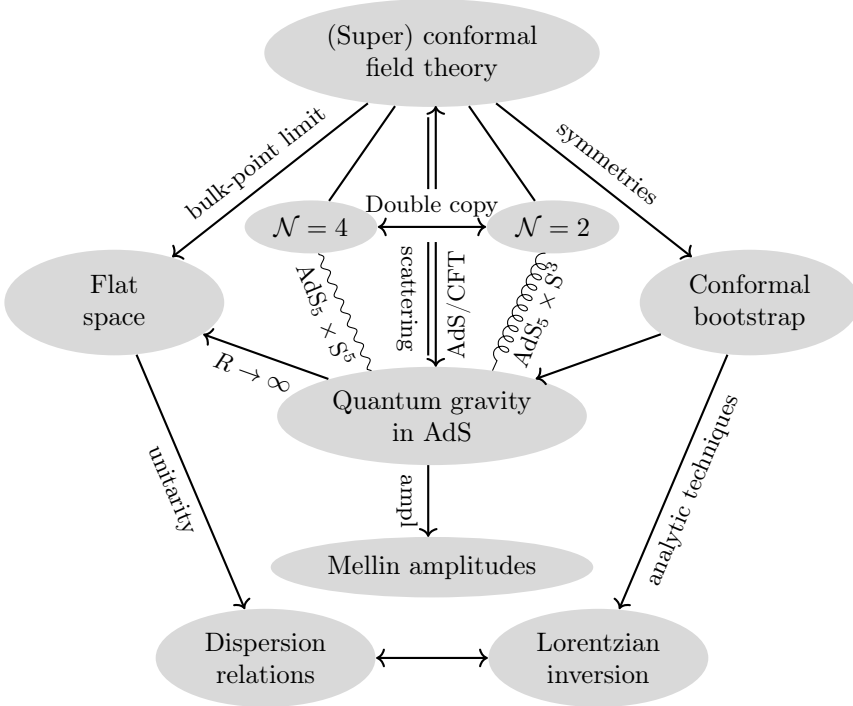 (Super) conformal
field theory
bulk-point limit
symmetries
Double copy
𝒩 = 4
𝒩 = 2
Flat
space
AdS₅ × S⁵
scattering
AdS/CFT
AdS₅ × S³
Conformal
bootstrap
R → ∞
Quantum gravity
in AdS
unitarity
ampl
analytic techniques
Mellin amplitudes
Dispersion
relations
Lorentzian
inversion